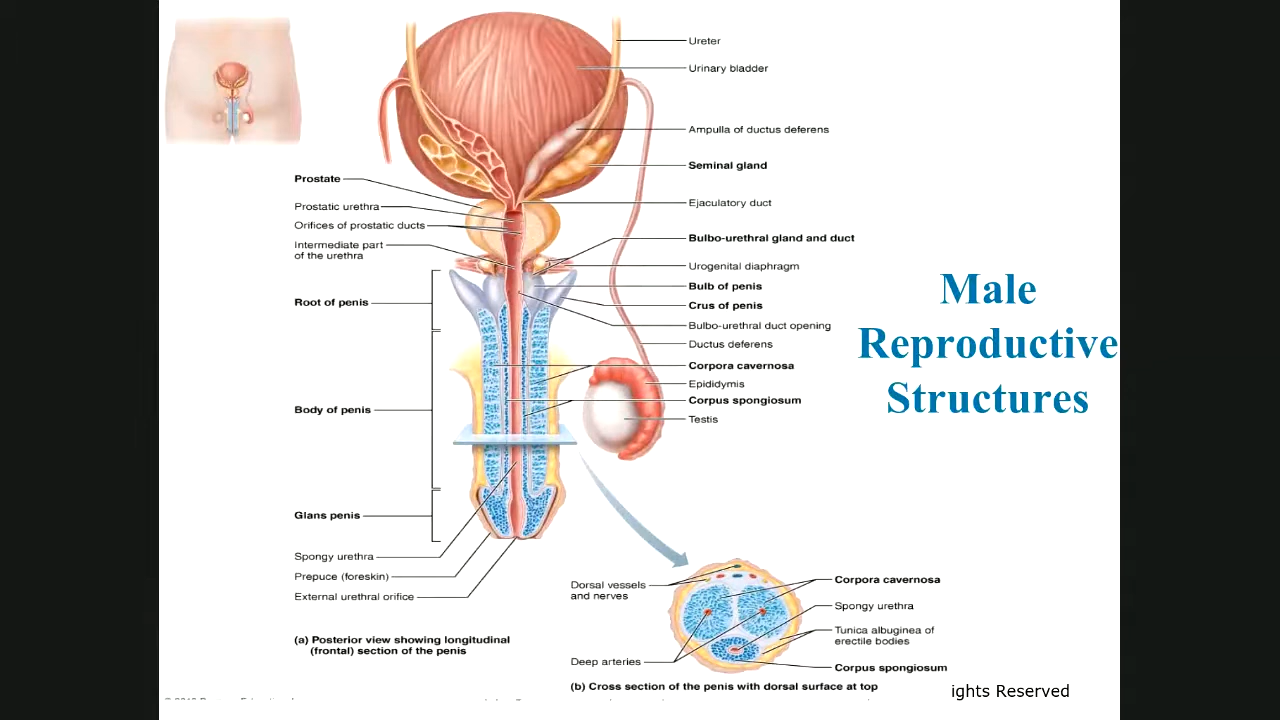 Ureter
Urinary bladder
Ampulla of ductus deferens
Seminal gland
Prostate
Prostatic urethra
Ejaculatory duct
Orifices of prostatic ducts
Intermediate part
of the urethra
Bulbo-urethral gland and duct
Urogenital diaphragm
Bulb of penis
Root of penis
Crus of penis
Bulbo-urethral duct opening
Ductus deferens
Corpora cavernosa
Epididymis
Corpus spongiosum
Body of penis
Testis
Male
Reproductive
Structures
Glans penis
Spongy urethra
Prepuce (foreskin)
External urethral orifice
(a) Posterior view showing longitudinal
(frontal) section of the penis
Dorsal vessels
and nerves
Corpora cavernosa
Spongy urethra
Tunica albuginea of
erectile bodies
Deep arteries
Corpus spongiosum
(b) Cross section of the penis with dorsal surface at top
ights Reserved